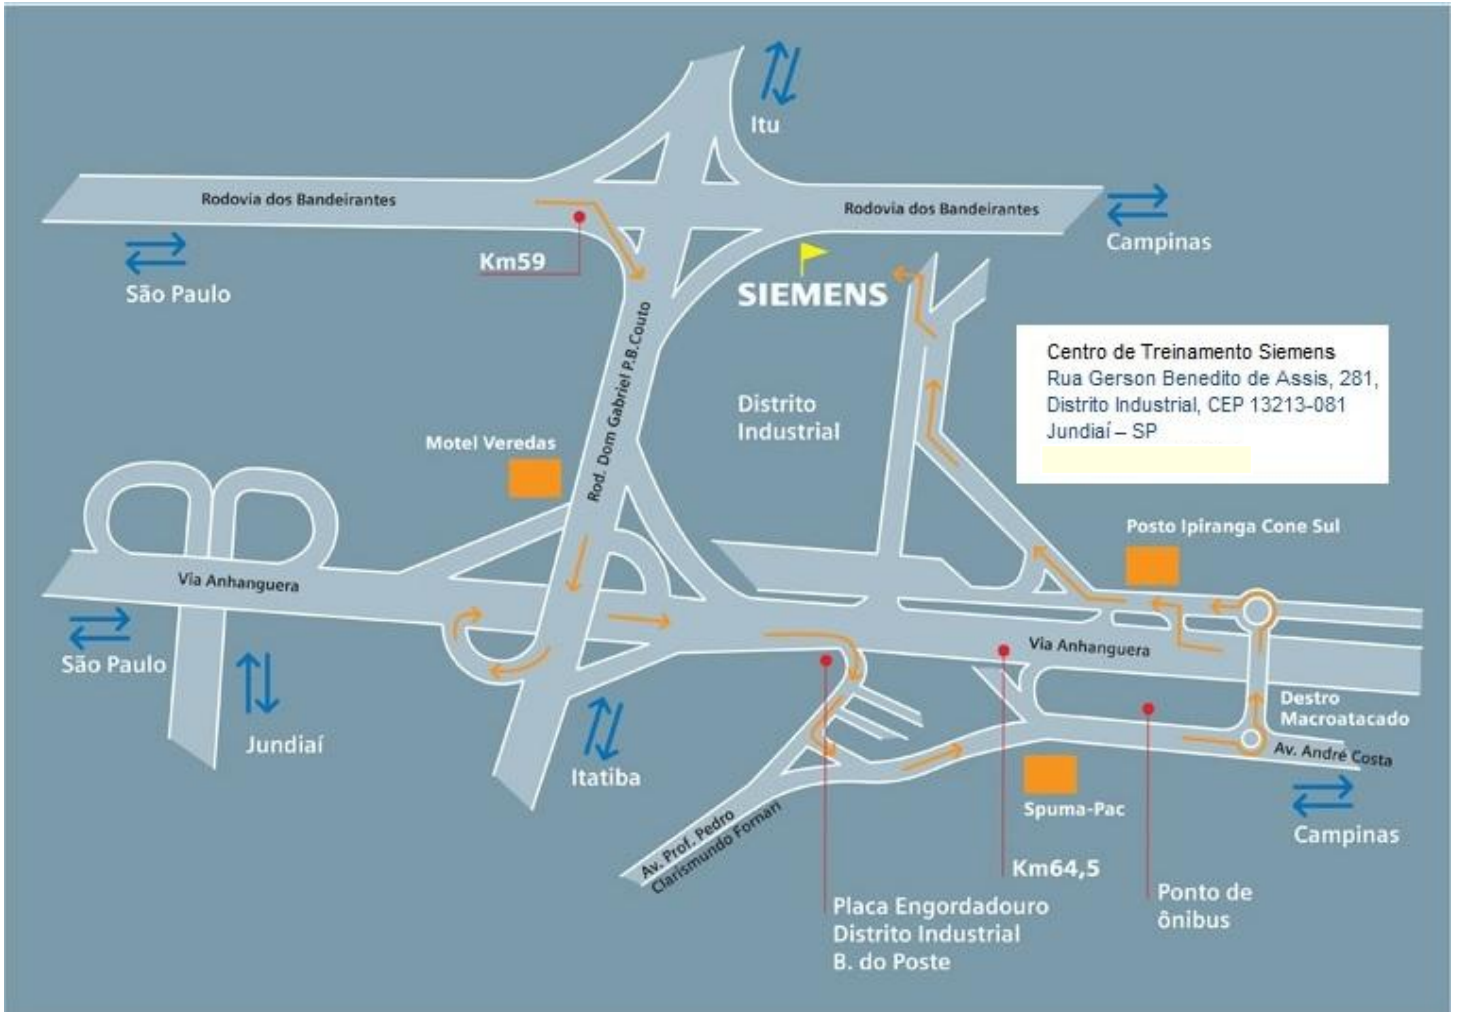 Itu
Rodovia dos Bandeirantes
Rodovia dos Bandeirantes
Campinas
Km59
São Paulo
SIEMENS
Rod. Dom Gabriel P.B.Couto
Centro de Treinamento Siemens
Rua Gerson Benedito de Assis, 281,
Distrito Industrial, CEP 13213-081
Jundiaí – SP
Distrito
Industrial
Motel Veredas
Posto Ipiranga Cone Sul
Via Anhanguera
São Paulo
Via Anhanguera
Jundiaí
Itatiba
Destro
Macroatacado
Av. André Costa
Campinas
Spuma-Pac
Av. Prof. Pedro
Clarismundo Fornari
Km64,5
Ponto de
ônibus
Placa Engordadouro
Distrito Industrial
B. do Poste